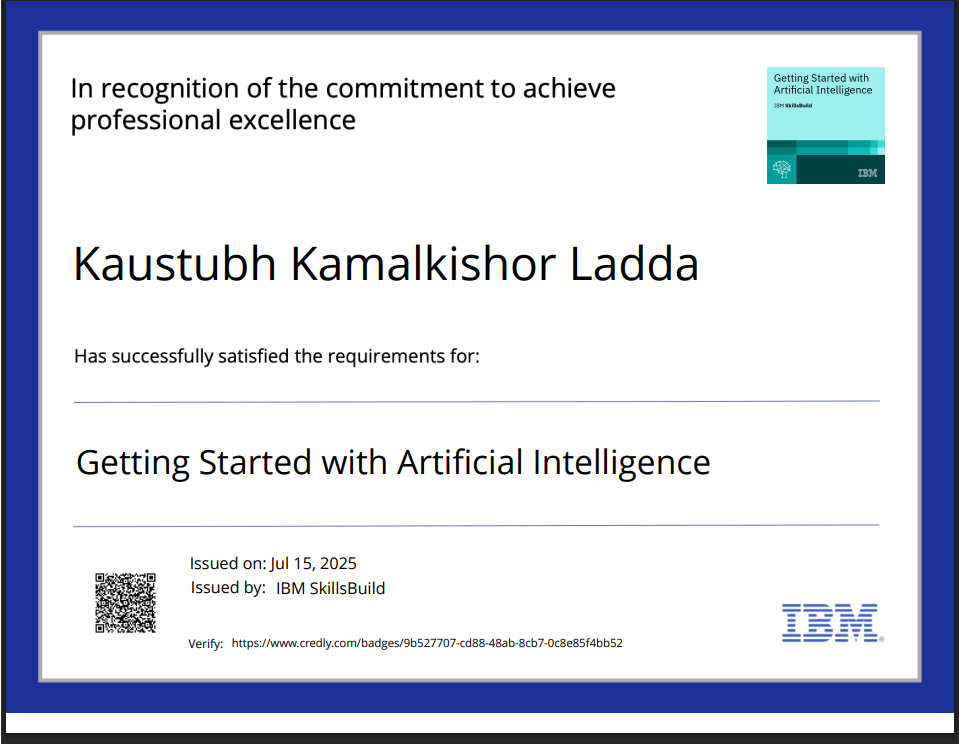 In recognition of the commitment to achieve
professional excellence
Getting Started with
Artificial Intelligence
IBM SkillsBuild
IBM
Kaustubh Kamalkishor Ladda
Has successfully satisfied the requirements for:
Getting Started with Artificial Intelligence
Issued on: Jul 15, 2025
Issued by: IBM SkillsBuild
Verify: https://www.credly.com/badges/9b527707-cd88-48ab-8cb7-0c8e85f4bb52
IBM®